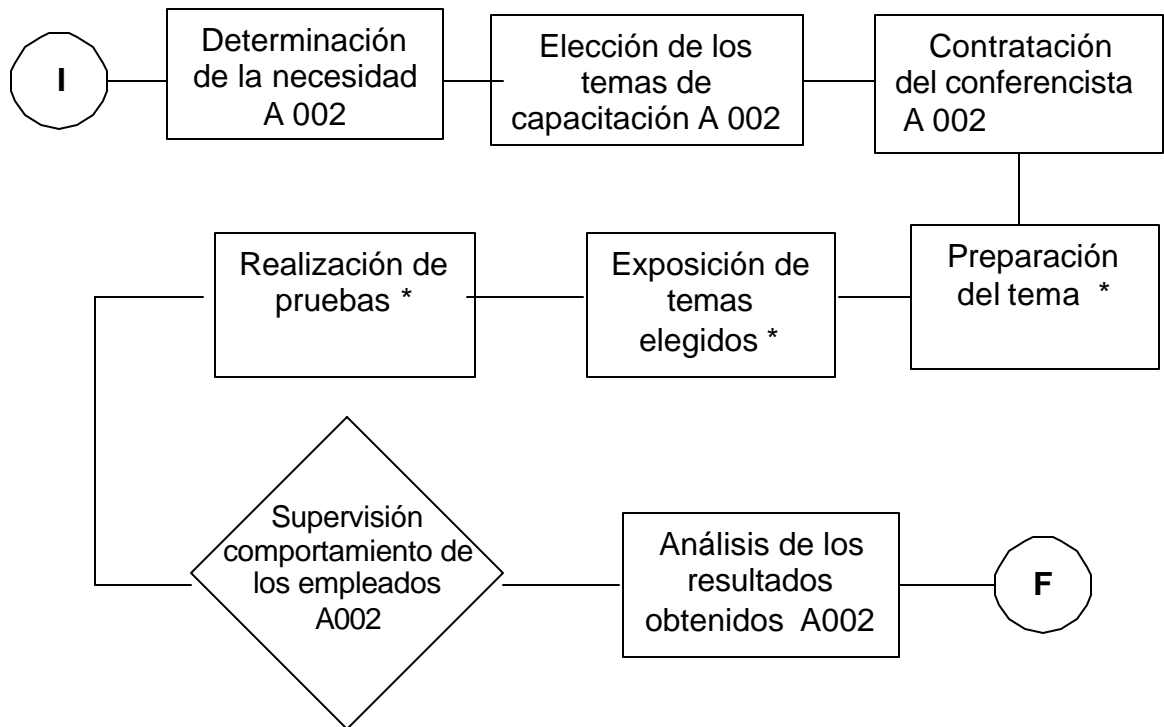 I
Determinación
de la necesidad
A 002
Elección de los
temas de
capacitación A 002
Contratación
del conferencista
A 002
Preparación
del tema *
Exposición de
temas
elegidos *
Realización de
pruebas *
Supervisión
comportamiento de
los empleados
A002
Análisis de los
resultados
obtenidos A002
F